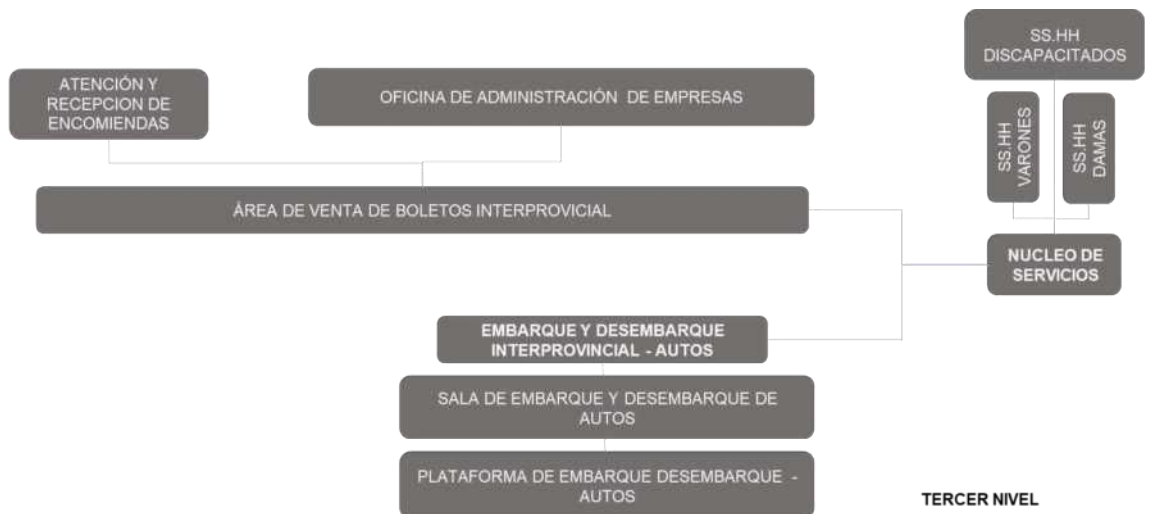 SS.HH
DISCAPACITADOS
ATENCIÓN Y
RECEPCION DE
ENCOMIENDAS
OFICINA DE ADMINISTRACIÓN DE EMPRESAS
SS.HH
VARONES
SS.HH
DAMAS
ÁREA DE VENTA DE BOLETOS INTERPROVICIAL
NUCLEO DE
SERVICIOS
EMBARQUE Y DESEMBARQUE
INTERPROVINCIAL - AUTOS
SALA DE EMBARQUE Y DESEMBARQUE DE
AUTOS
PLATAFORMA DE EMBARQUE DESEMBARQUE -
AUTOS
TERCER NIVEL